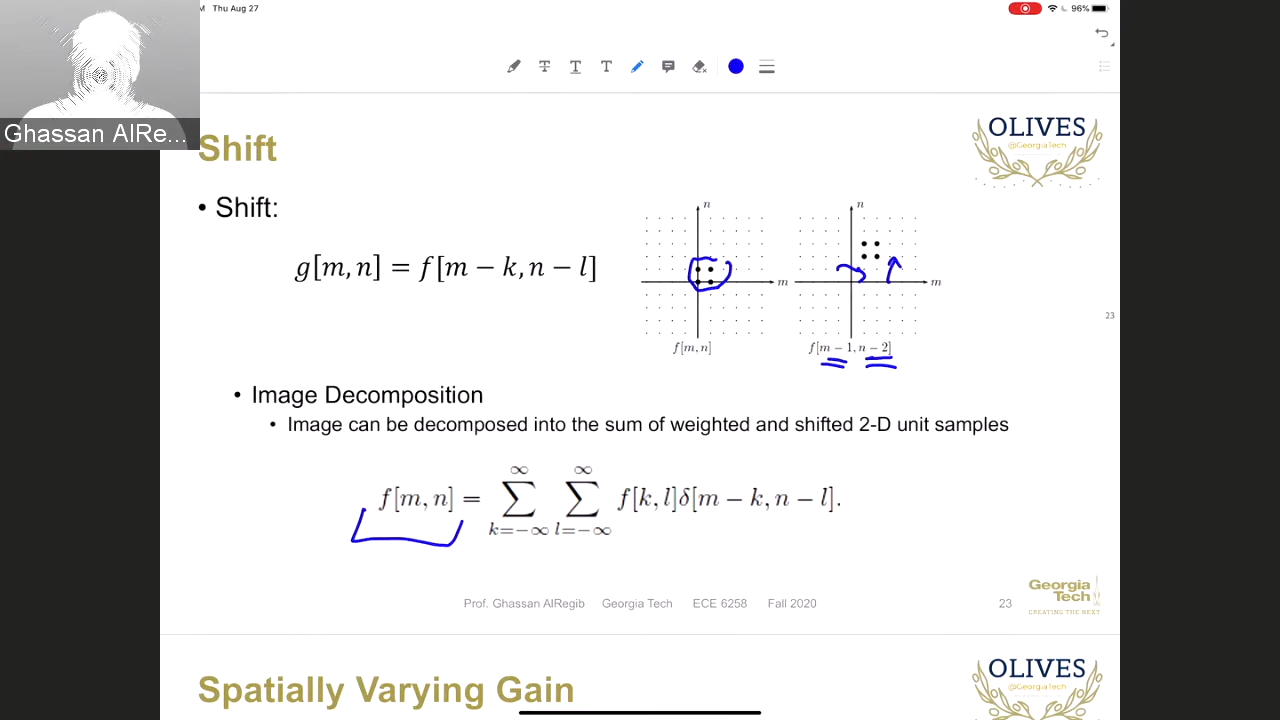 M Thu Aug 27
96%
Ghassan AlRe...
Shift
OLIVES
@GeorgiaTech
• Shift:
g[m, n] = f[m − k, n − l]
n
m
f[m, n]
n
m
f[m − 1, n − 2]
23
• Image Decomposition
• Image can be decomposed into the sum of weighted and shifted 2-D unit samples
f[m, n] = ∑_{k=−∞}^{∞} ∑_{l=−∞}^{∞} f[k, l]δ[m − k, n − l].
Prof. Ghassan AlRegib Georgia Tech ECE 6258 Fall 2020
23
Georgia
Tech
CREATING THE NEXT
Spatially Varying Gain
OLIVES
@GeorgiaTech